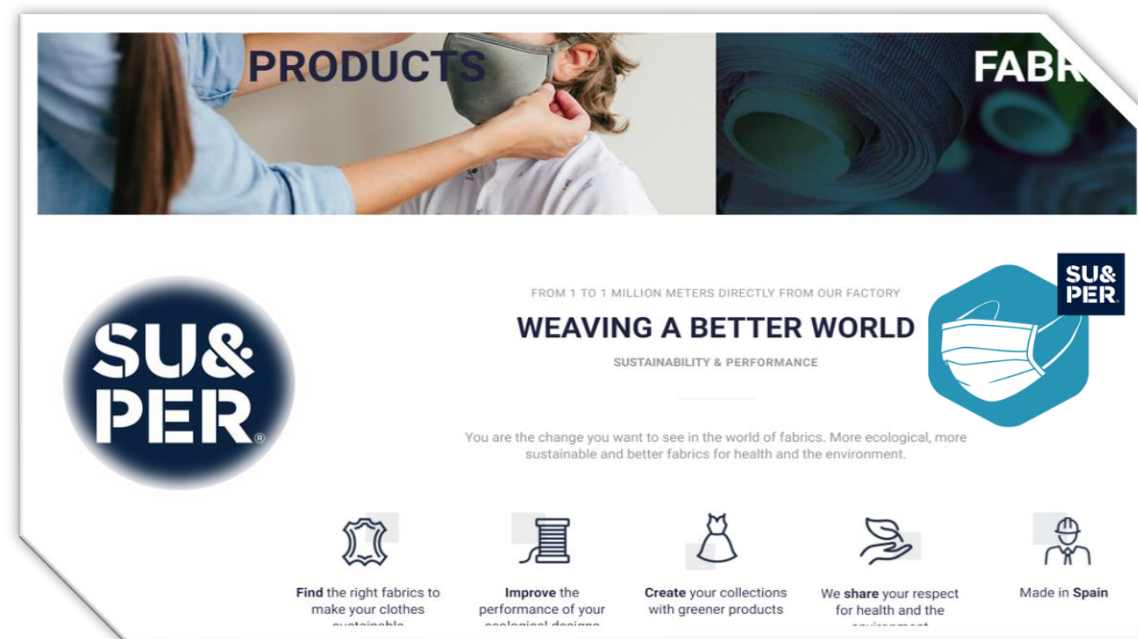 PRODUCTS
FABR
SU&
PER®
FROM 1 TO 1 MILLION METERS DIRECTLY FROM OUR FACTORY
WEAVING A BETTER WORLD
SUSTAINABILITY & PERFORMANCE
SU&
PER
You are the change you want to see in the world of fabrics. More ecological, more
sustainable and better fabrics for health and the environment.
Find the right fabrics to
make your clothes
sustainable
Improve the
performance of your
ecological designs
Create your collections
with greener products
We share your respect
for health and the
environment
Made in Spain